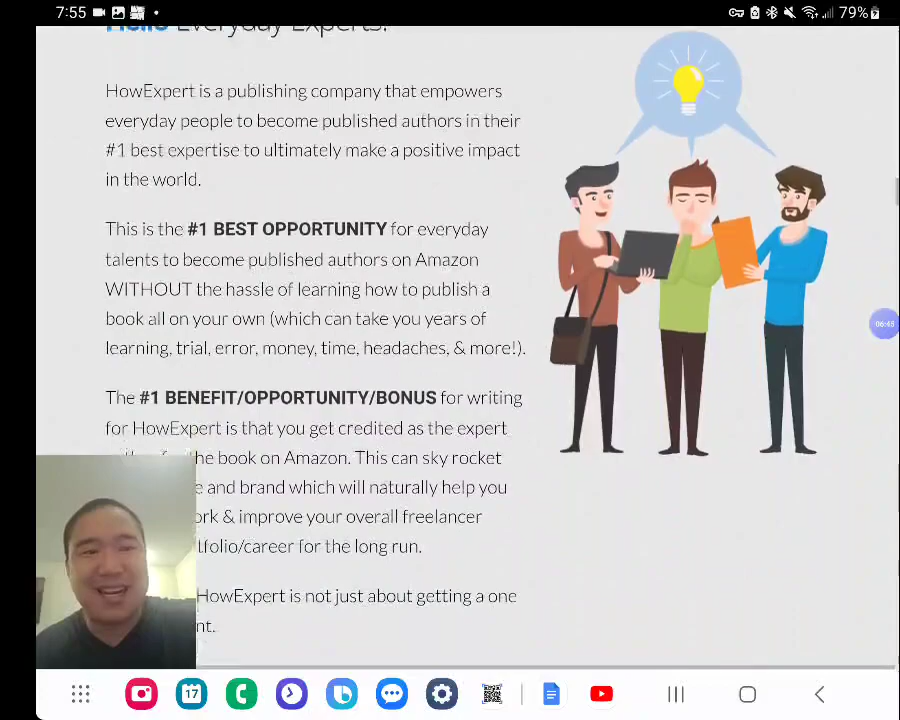 7:55
79%
Hello Everyday Experts!
HowExpert is a publishing company that empowers
everyday people to become published authors in their
#1 best expertise to ultimately make a positive impact
in the world.
This is the #1 BEST OPPORTUNITY for everyday
talents to become published authors on Amazon
WITHOUT the hassle of learning how to publish a
book all on your own (which can take you years of
learning, trial, error, money, time, headaches, & more!).
The #1 BENEFIT/OPPORTUNITY/BONUS for writing
for HowExpert is that you get credited as the expert
the book on Amazon. This can sky rocket
and brand which will naturally help you
& improve your overall freelancer
tfolio/career for the long run.
HowExpert is not just about getting a one
nt.
06:43
17